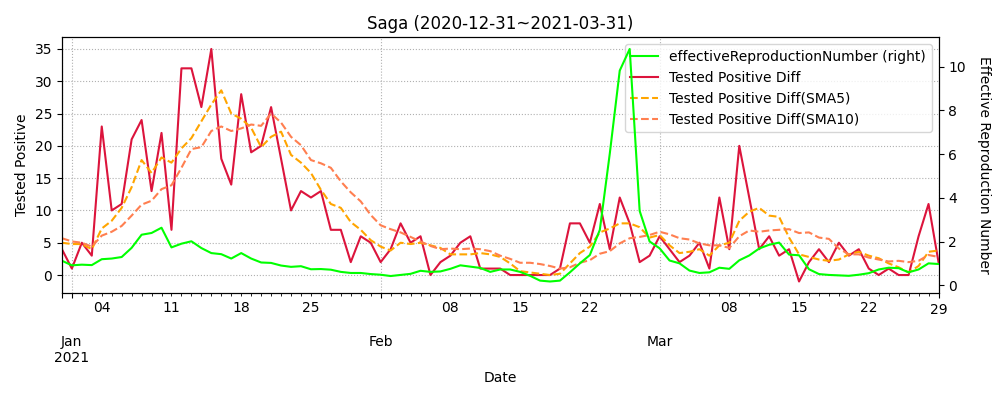 Saga (2020-12-31~2021-03-31)
effectiveReproductionNumber (right)
Tested Positive Diff
Tested Positive Diff(SMA5)
Tested Positive Diff(SMA10)
Tested Positive
35
30
25
20
15
10
5
0
Effective Reproduction Number
10
8
6
4
2
0
04 11 18 25 08 15 22 08 15 22 29
Jan Feb Mar
2021
Date